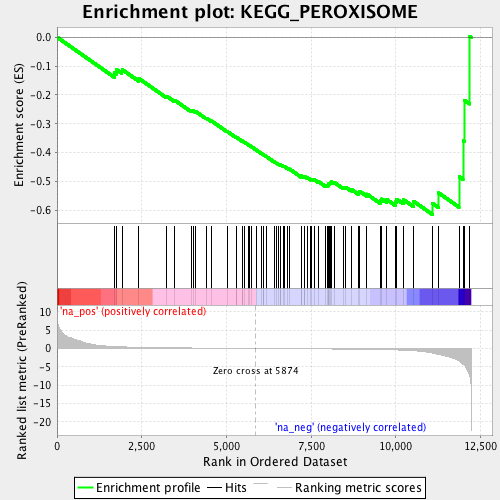 Enrichment plot: KEGG_PEROXISOME
Enrichment score (ES)
0.0
-0.1
-0.2
-0.3
-0.4
-0.5
-0.6
Ranked list metric (PreRanked)
10
5
0
-5
-10
-15
-20
'na_pos' (positively correlated)
Zero cross at 5874
'na_neg' (negatively correlated)
0
2,500
5,000
7,500
10,000
12,500
Rank in Ordered Dataset
Enrichment profile
Hits
Ranking metric scores